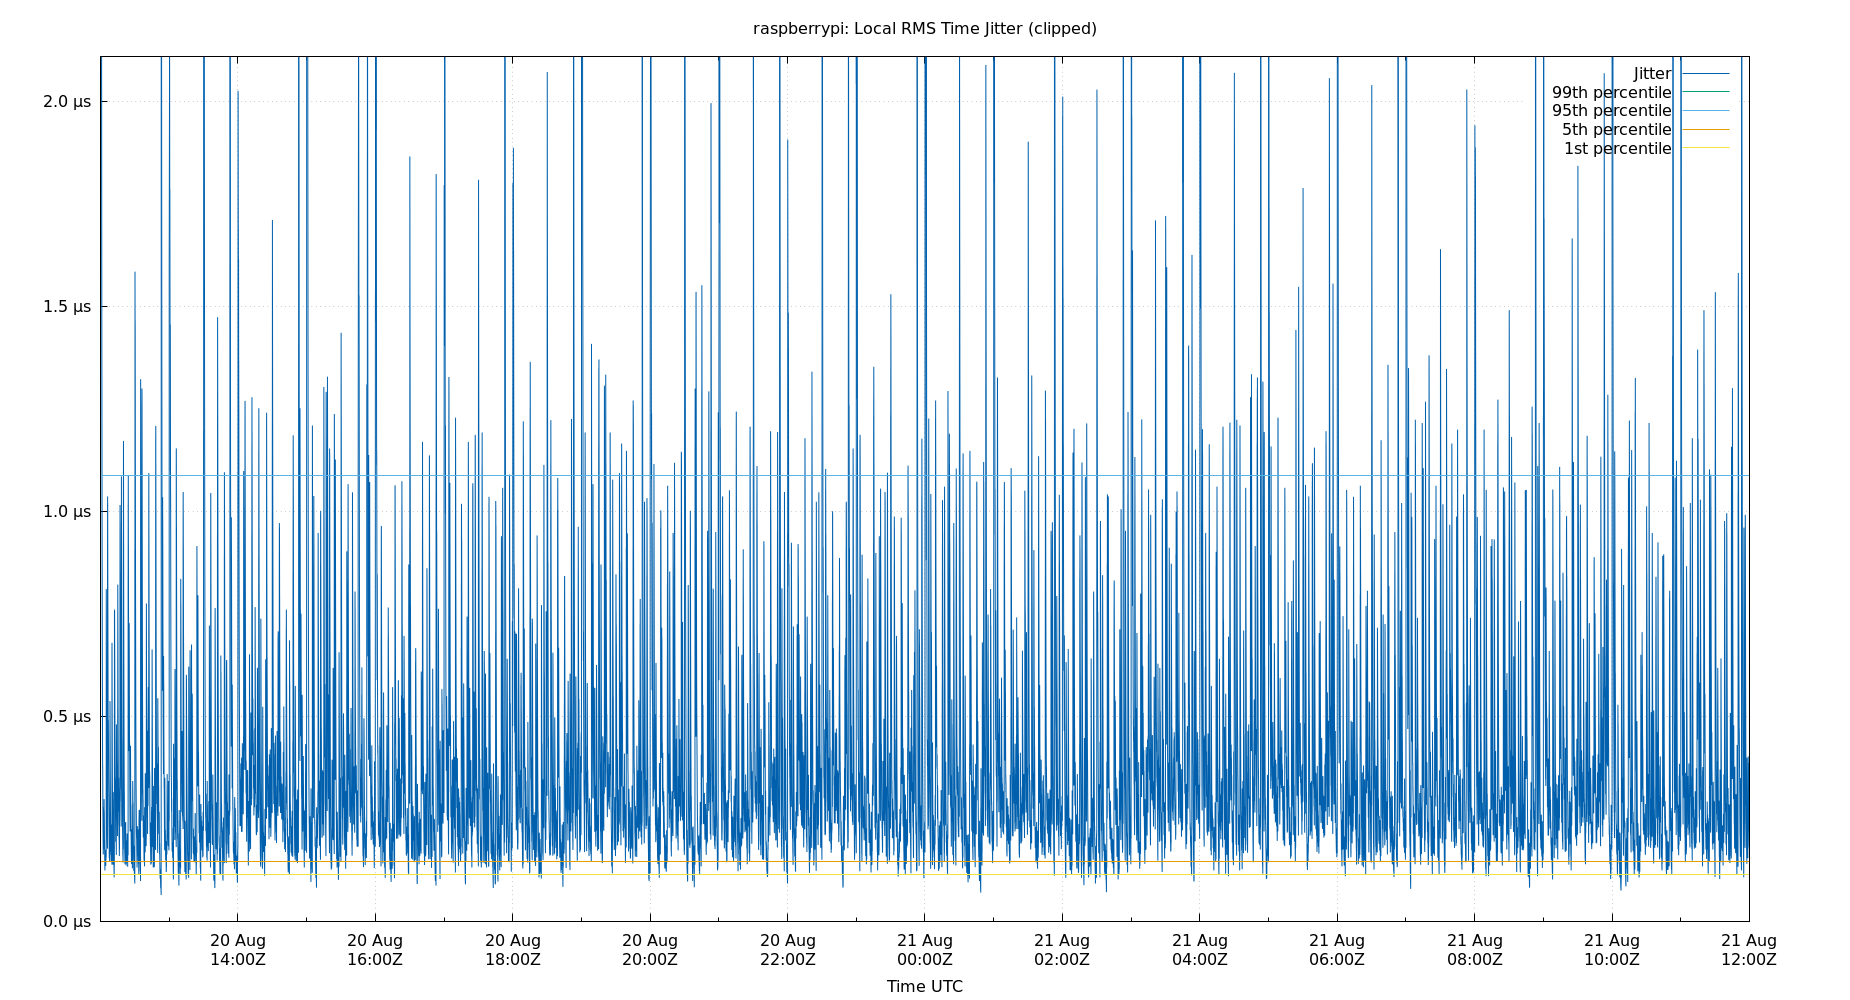 raspberrypi: Local RMS Time Jitter (clipped)
2.0 μs
1.5 μs
1.0 μs
0.5 μs
0.0 μs
Jitter
99th percentile
95th percentile
5th percentile
1st percentile
20 Aug 20 Aug 20 Aug 20 Aug 20 Aug 21 Aug 21 Aug 21 Aug 21 Aug 21 Aug 21 Aug 21 Aug
14:00Z 16:00Z 18:00Z 20:00Z 22:00Z 00:00Z 02:00Z 04:00Z 06:00Z 08:00Z 10:00Z 12:00Z
Time UTC